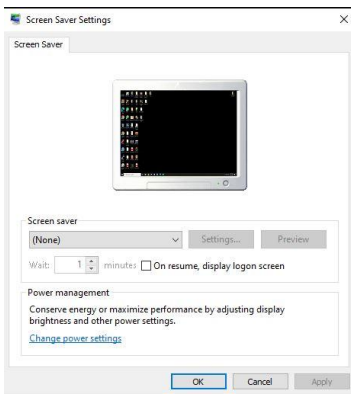 Screen Saver Settings
Screen Saver
Screen saver
(None)
Settings...
Preview
Wait: 1 minutes On resume, display logon screen
Power management
Conserve energy or maximize performance by adjusting display
brightness and other power settings.
Change power settings
OK Cancel Apply